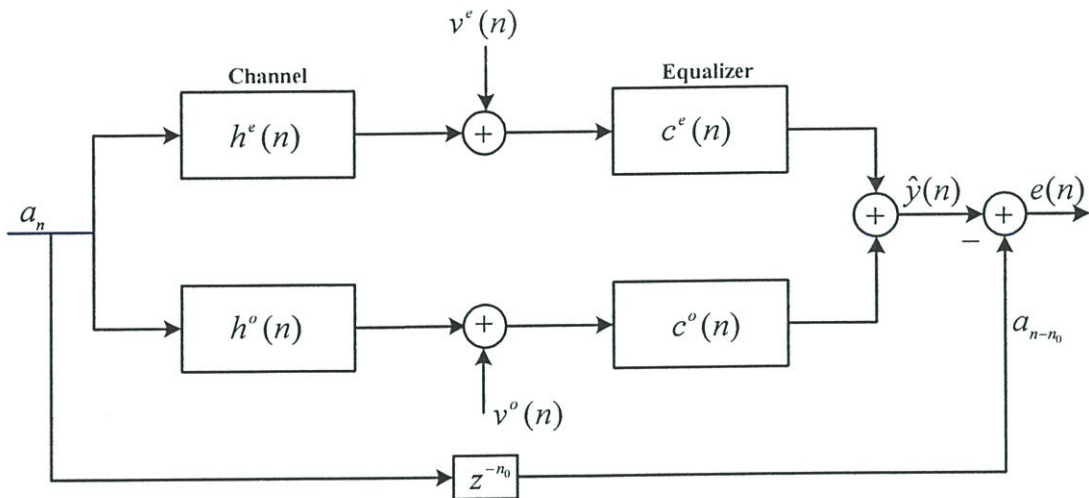 v^e(n)
Channel
Equalizer
h^e(n)
+
c^e(n)
a_n
+
ŷ(n)
−
+
e(n)
h^o(n)
+
c^o(n)
a_{n-n_0}
v^o(n)
z^{-n_0}